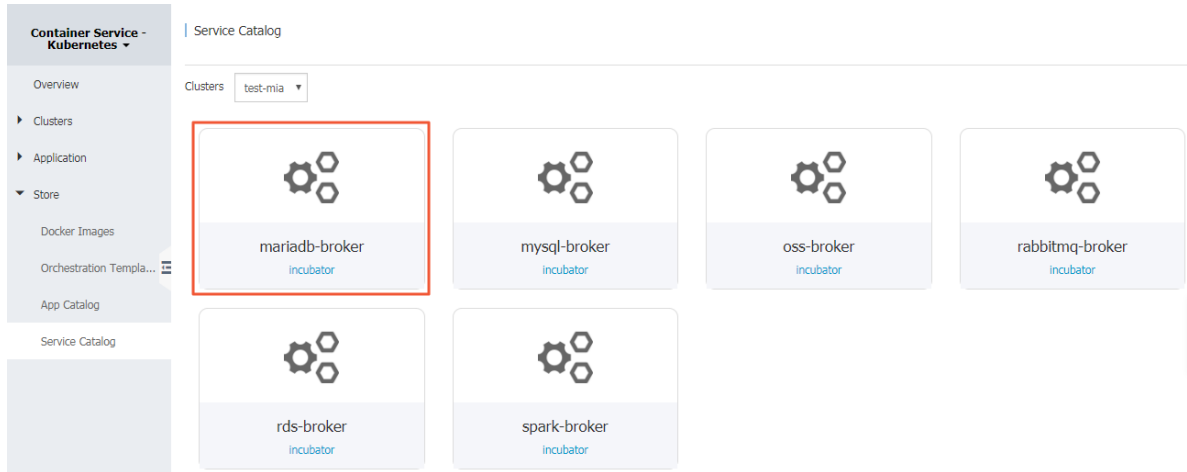 Container Service -
Kubernetes
Overview
Clusters
Application
Store
Docker Images
Orchestration Templa...
App Catalog
Service Catalog
Service Catalog
Clusters
test-mia
mariadb-broker
incubator
mysql-broker
incubator
oss-broker
incubator
rabbitmq-broker
incubator
rds-broker
incubator
spark-broker
incubator